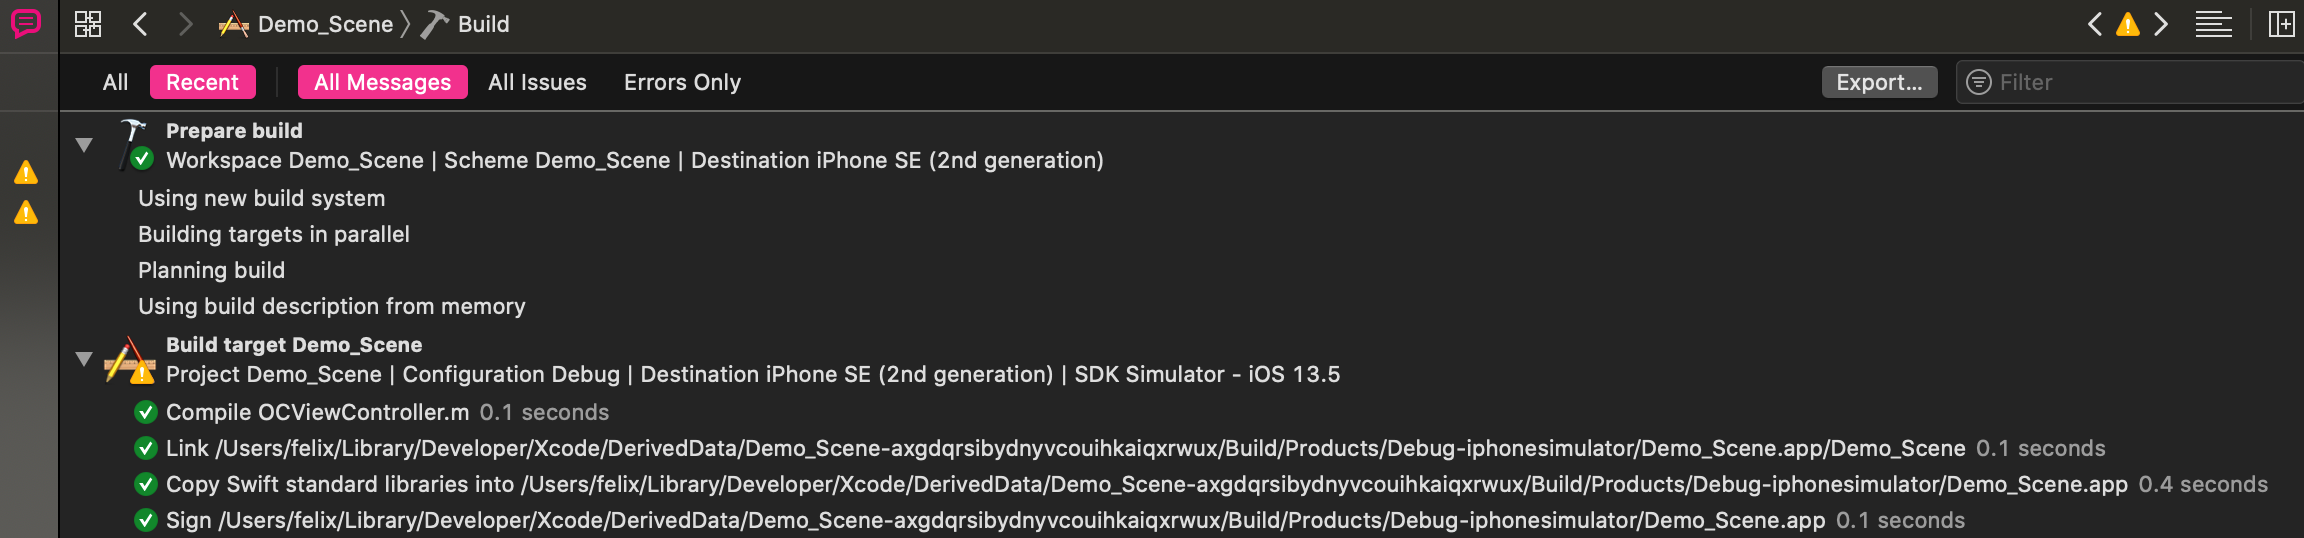 Demo_Scene Build
All Recent All Messages All Issues Errors Only Export... Filter
Prepare build
Workspace Demo_Scene | Scheme Demo_Scene | Destination iPhone SE (2nd generation)
Using new build system
Building targets in parallel
Planning build
Using build description from memory
Build target Demo_Scene
Project Demo_Scene | Configuration Debug | Destination iPhone SE (2nd generation) | SDK Simulator - iOS 13.5
Compile OCViewController.m 0.1 seconds
Link /Users/felix/Library/Developer/Xcode/DerivedData/Demo_Scene-axgdqrsibydnyvcouihkaiqxrwux/Build/Products/Debug-iphonesimulator/Demo_Scene.app/Demo_Scene 0.1 seconds
Copy Swift standard libraries into /Users/felix/Library/Developer/Xcode/DerivedData/Demo_Scene-axgdqrsibydnyvcouihkaiqxrwux/Build/Products/Debug-iphonesimulator/Demo_Scene.app 0.4 seconds
Sign /Users/felix/Library/Developer/Xcode/DerivedData/Demo_Scene-axgdqrsibydnyvcouihkaiqxrwux/Build/Products/Debug-iphonesimulator/Demo_Scene.app 0.1 seconds